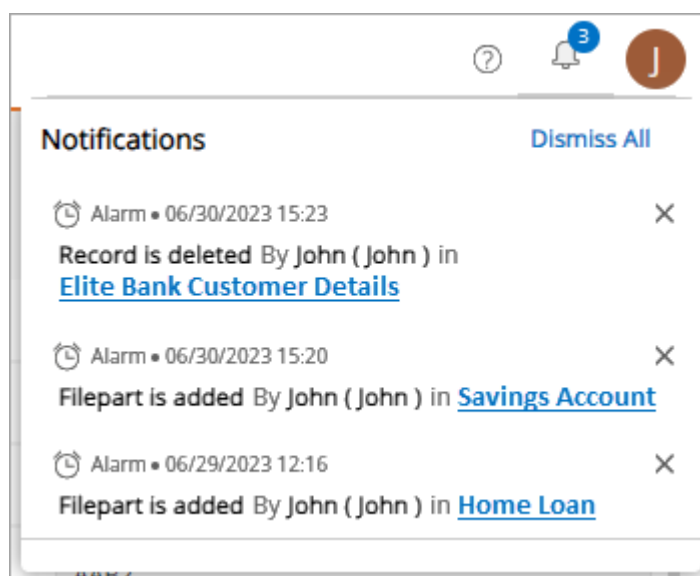 3
J
Notifications
Dismiss All
Alarm • 06/30/2023 15:23
Record is deleted By John ( John ) in
Elite Bank Customer Details
Alarm • 06/30/2023 15:20
Filepart is added By John ( John ) in Savings Account
Alarm • 06/29/2023 12:16
Filepart is added By John ( John ) in Home Loan